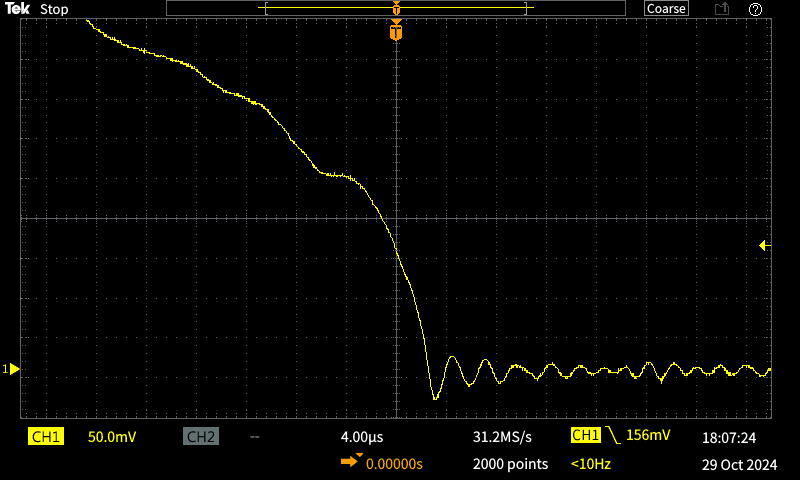 Tek Stop T Coarse ?
T
1
CH1 50.0mV CH2 -- 4.00µs 31.2MS/s CH1 156mV 18:07:24
0.00000s 2000 points <10Hz 29 Oct 2024